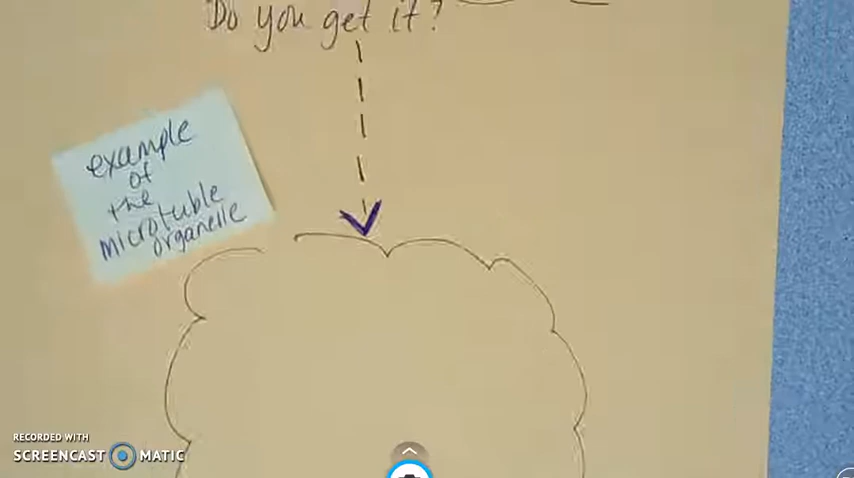 Do you get it?
example
of
the
microtuble
organelle
RECORDED WITH
SCREENCAST MATIC